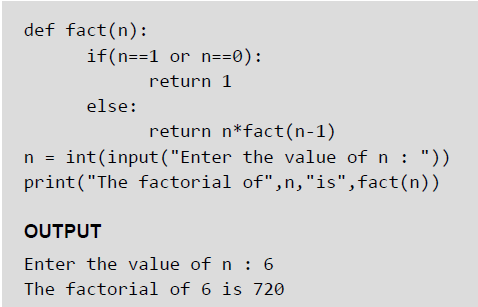 def fact(n):
if(n==1 or n==0):
return 1
else:
return n*fact(n-1)
n = int(input("Enter the value of n : "))
print("The factorial of",n,"is",fact(n))
OUTPUT
Enter the value of n : 6
The factorial of 6 is 720